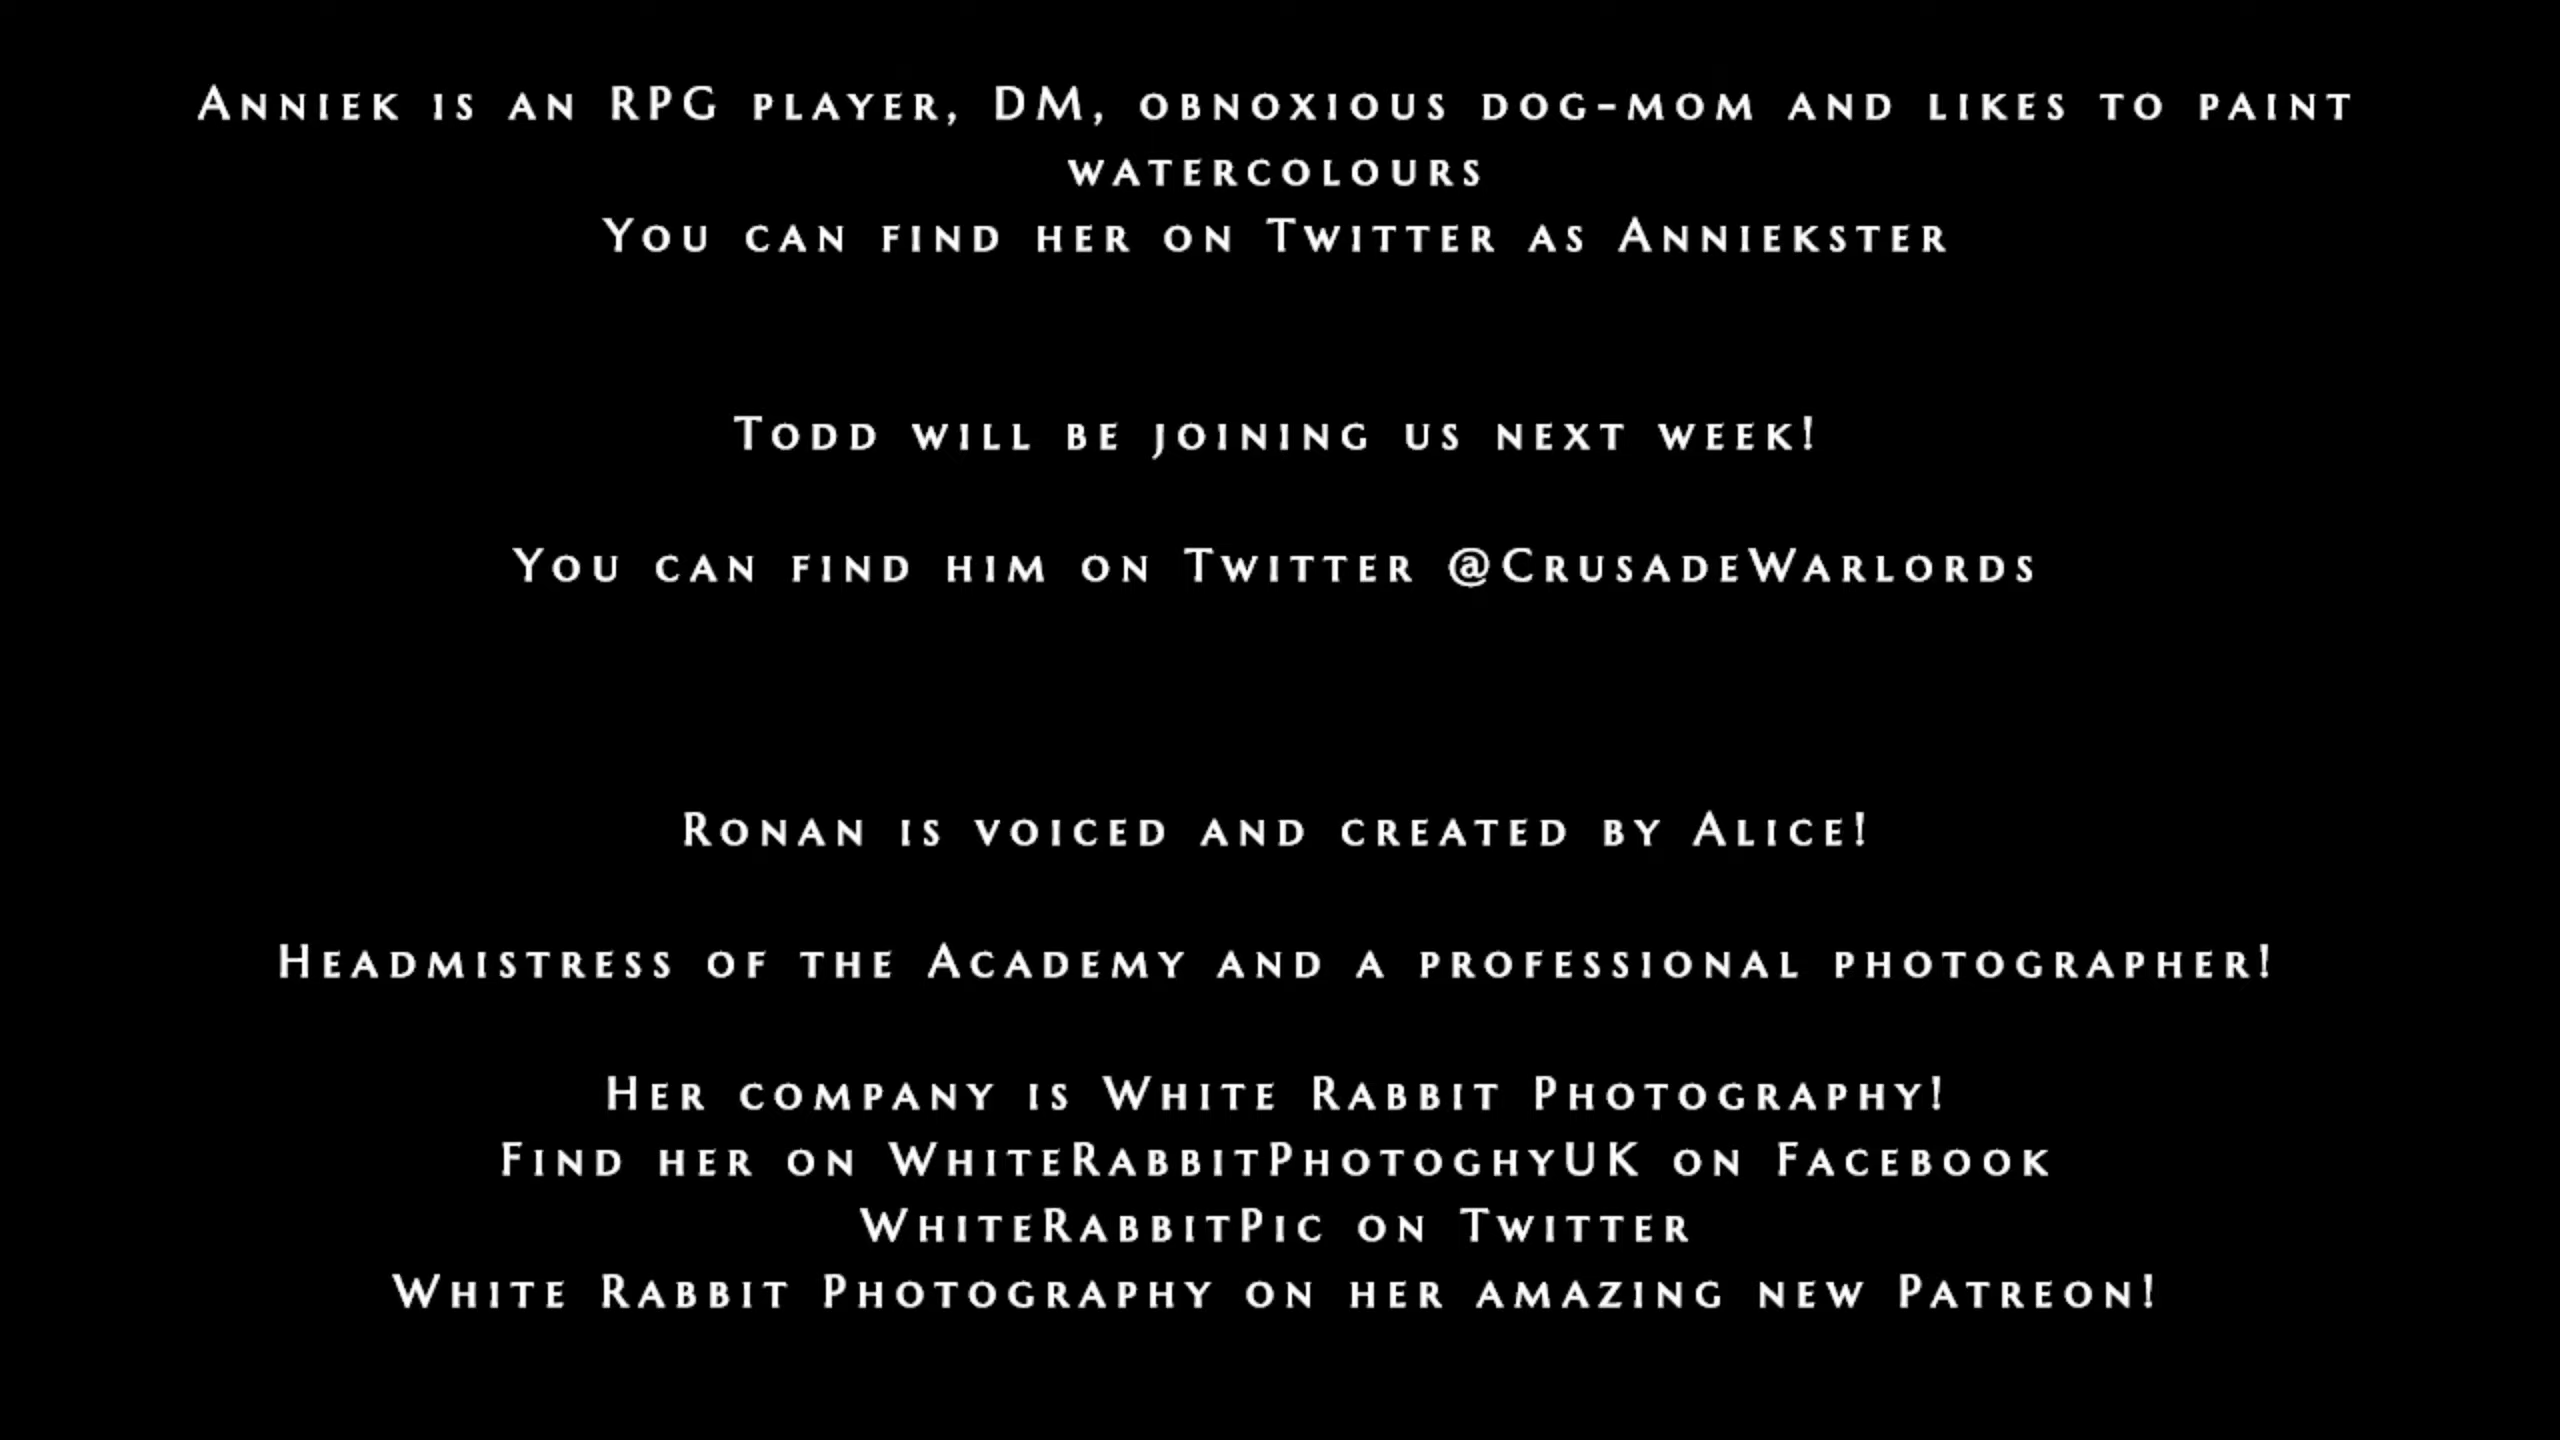 Anniek is an RPG player, DM, obnoxious dog-mom and likes to paint
watercolours
You can find her on Twitter as Anniekster
Todd will be joining us next week!
You can find him on Twitter @CrusadeWarlords
Ronan is voiced and created by Alice!
Headmistress of the Academy and a professional photographer!
Her company is White Rabbit Photography!
Find her on WhiteRabbitPhotoghyUK on Facebook
WhiteRabbitPic on Twitter
White Rabbit Photography on her amazing new Patreon!